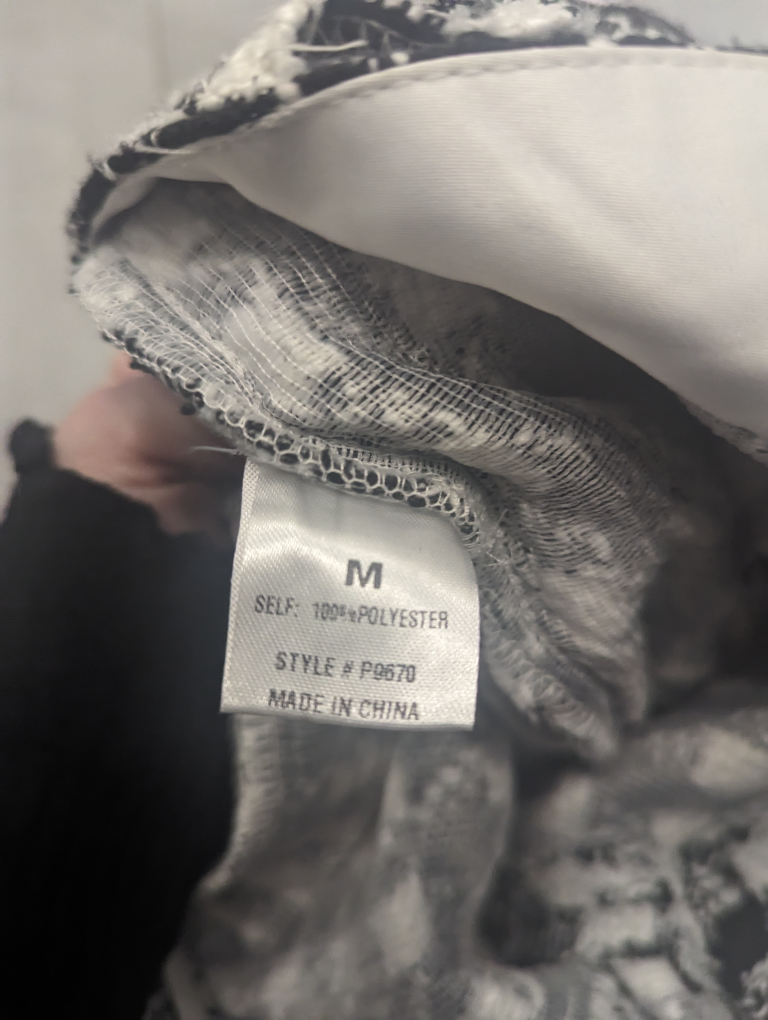 M
SELF: 100%POLYESTER
STYLE # P9670
MADE IN CHINA